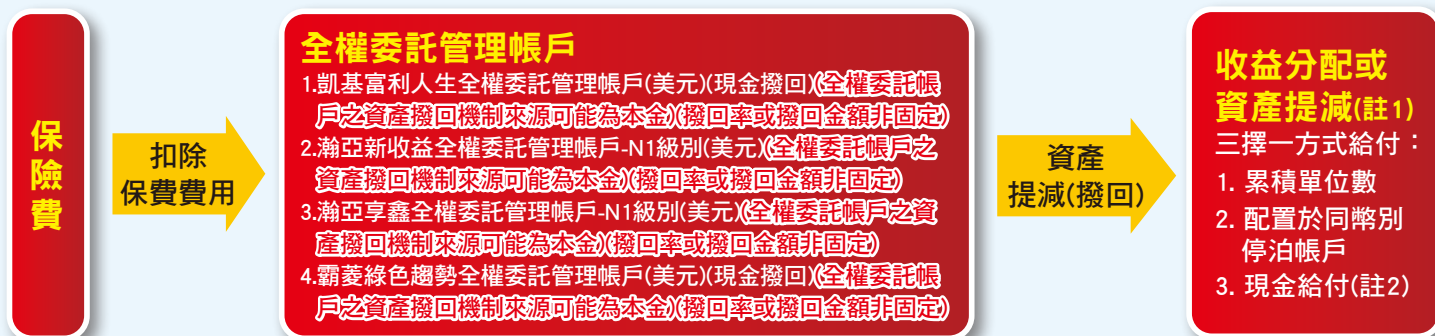 保險費
扣除
保費費用
全權委託管理帳戶
1.凱基富利人生全權委託管理帳戶(美元)(現金撥回)(全權委託帳
戶之資產撥回機制來源可能為本金)(撥回率或撥回金額非固定)
2.瀚亞新收益全權委託管理帳戶-N1級別(美元)(全權委託帳戶之
資產撥回機制來源可能為本金)(撥回率或撥回金額非固定)
3.瀚亞享鑫全權委託管理帳戶-N1級別(美元)(全權委託帳戶之資
產撥回機制來源可能為本金)(撥回率或撥回金額非固定)
4.霸菱綠色趨勢全權委託管理帳戶(美元)(現金撥回)(全權委託帳
戶之資產撥回機制來源可能為本金)(撥回率或撥回金額非固定)
資產
提減(撥回)
收益分配或
資產提減(註1)
三擇一方式給付：
1. 累積單位數
2. 配置於同幣別
停泊帳戶
3. 現金給付(註2)